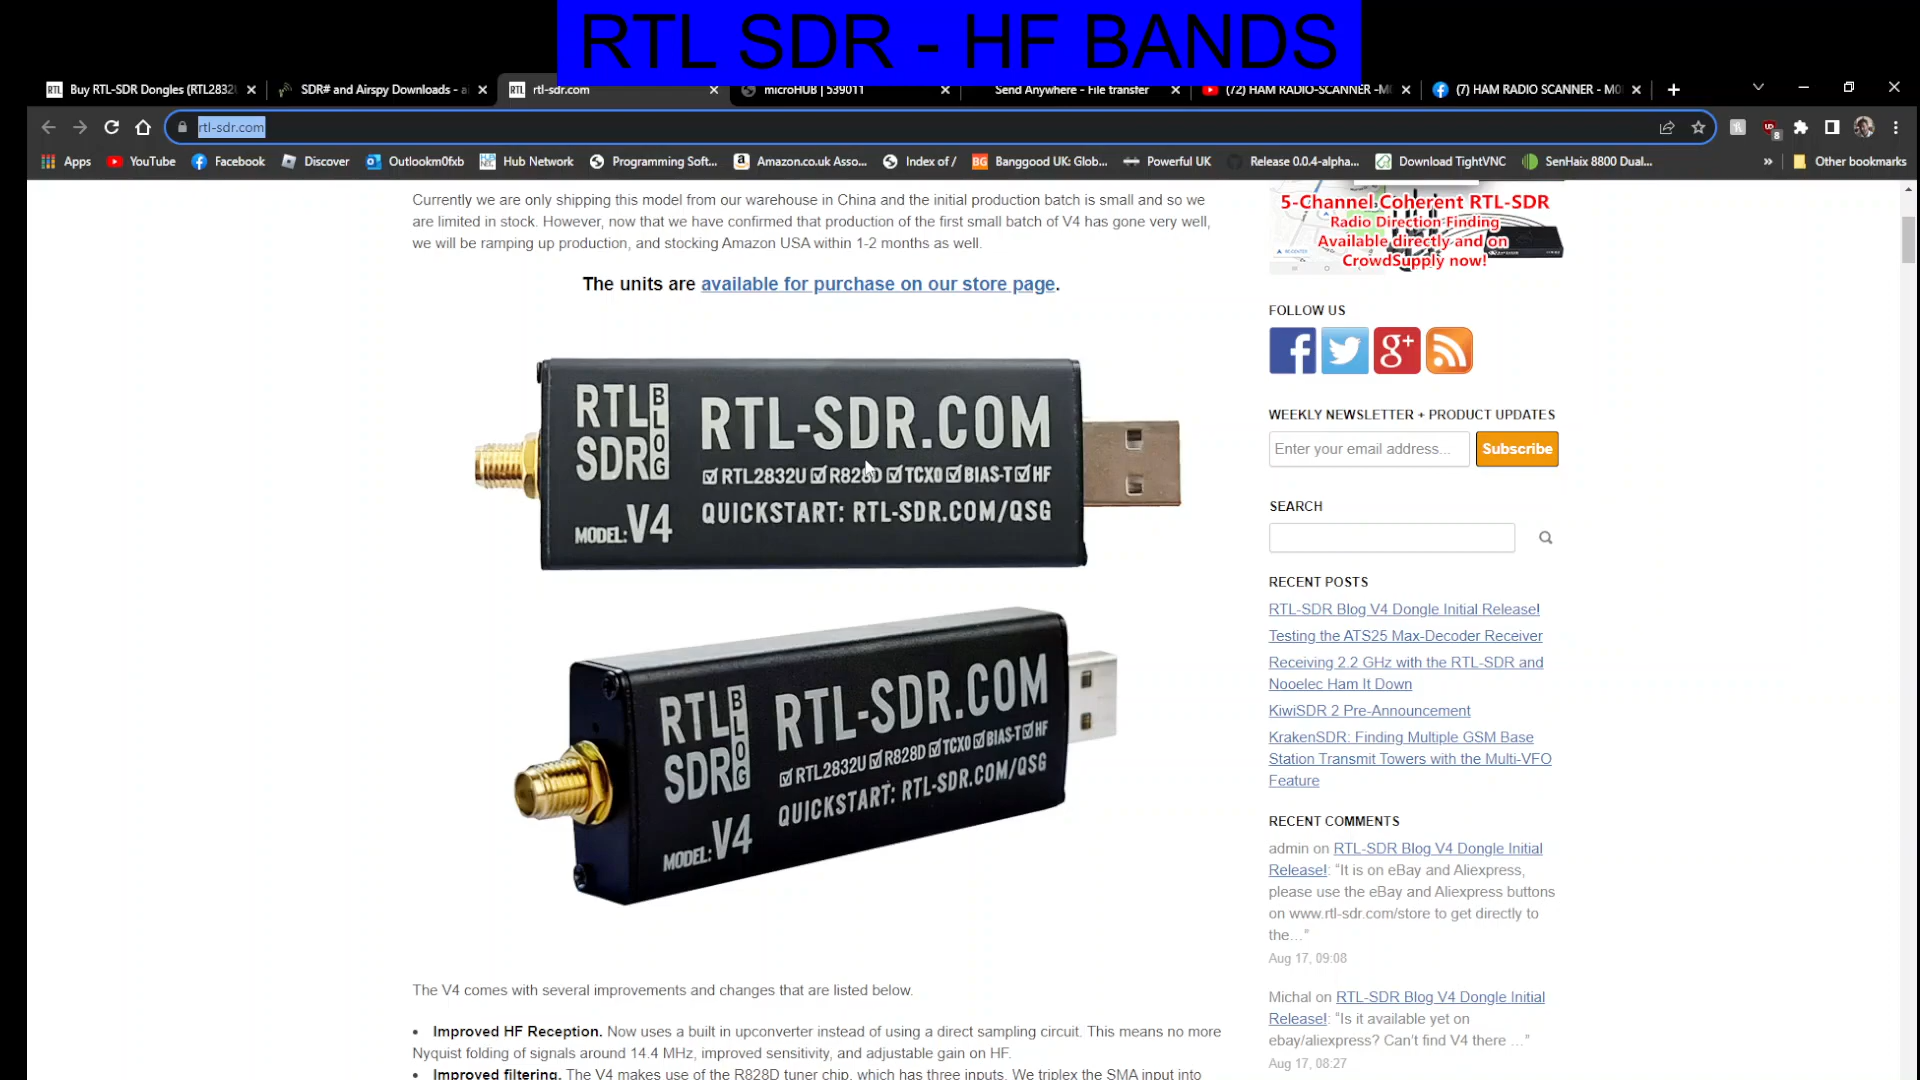 RTL SDR - HF BANDS
Buy RTL-SDR Dongles (RTL2832
SDR# and Airspy Downloads - a
rtl-sdr.com
microHUB | 539011
Send Anywhere - File transfer
(72) HAM RADIO-SCANNER -M
(7) HAM RADIO SCANNER - M0
rtl-sdr.com
Apps
YouTube
Facebook
Discover
Outlookm0fxb
Hub Network
Programming Soft...
Amazon.co.uk Asso...
Index of /
Banggood UK: Glob...
Powerful UK
Release 0.0.4-alpha...
Download TightVNC
SenHaix 8800 Dual...
Other bookmarks
Currently we are only shipping this model from our warehouse in China and the initial production batch is small and so we
are limited in stock. However, now that we have confirmed that production of the first small batch of V4 has gone very well,
we will be ramping up production, and stocking Amazon USA within 1-2 months as well.
The units are available for purchase on our store page.
RTL-SDR.COM
RTL
SDR
BLOG
RTL2832U R828D TCXO BIAS-T HF
QUICKSTART: RTL-SDR.COM/QSG
MODEL: V4
RTL-SDR.COM
RTL
SDR
BLOG
RTL2832U R828D TCXO BIAS-T HF
QUICKSTART: RTL-SDR.COM/QSG
MODEL: V4
The V4 comes with several improvements and changes that are listed below.
• Improved HF Reception. Now uses a built in upconverter instead of using a direct sampling circuit. This means no more
Nyquist folding of signals around 14.4 MHz, improved sensitivity, and adjustable gain on HF.
• Improved filtering. The V4 makes use of the R828D tuner chip, which has three inputs. We triplex the SMA input into
5-Channel Coherent RTL-SDR
Radio Direction Finding
Available directly and on
CrowdSupply now!
FOLLOW US
WEEKLY NEWSLETTER + PRODUCT UPDATES
Enter your email address...
Subscribe
SEARCH
RECENT POSTS
RTL-SDR Blog V4 Dongle Initial Release!
Testing the ATS25 Max-Decoder Receiver
Receiving 2.2 GHz with the RTL-SDR and
Nooelec Ham It Down
KiwiSDR 2 Pre-Announcement
KrakenSDR: Finding Multiple GSM Base
Station Transmit Towers with the Multi-VFO
Feature
RECENT COMMENTS
admin on RTL-SDR Blog V4 Dongle Initial
Release!: “It is on eBay and Aliexpress,
please use the eBay and Aliexpress buttons
on www.rtl-sdr.com/store to get directly to
the…”
Aug 17, 09:08
Michal on RTL-SDR Blog V4 Dongle Initial
Release!: “Is it available yet on
ebay/aliexpress? Can’t find V4 there …”
Aug 17, 08:27